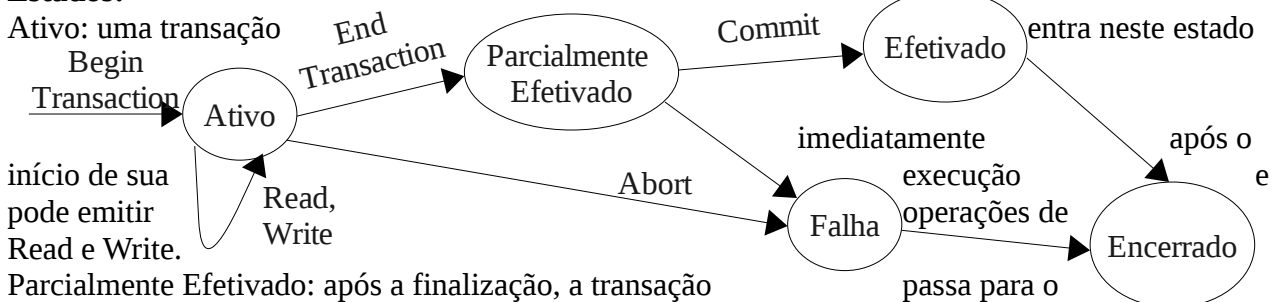 Ativo: uma transação entra neste estado
imediatamente após o
início de sua execução e
pode emitir operações de
Read e Write.
Parcialmente Efetivado: após a finalização, a transação passa para o
Begin
Transaction
Ativo
Read,
Write
End
Transaction
Parcialmente
Efetivado
Commit
Efetivado
Abort
Falha
Encerrado